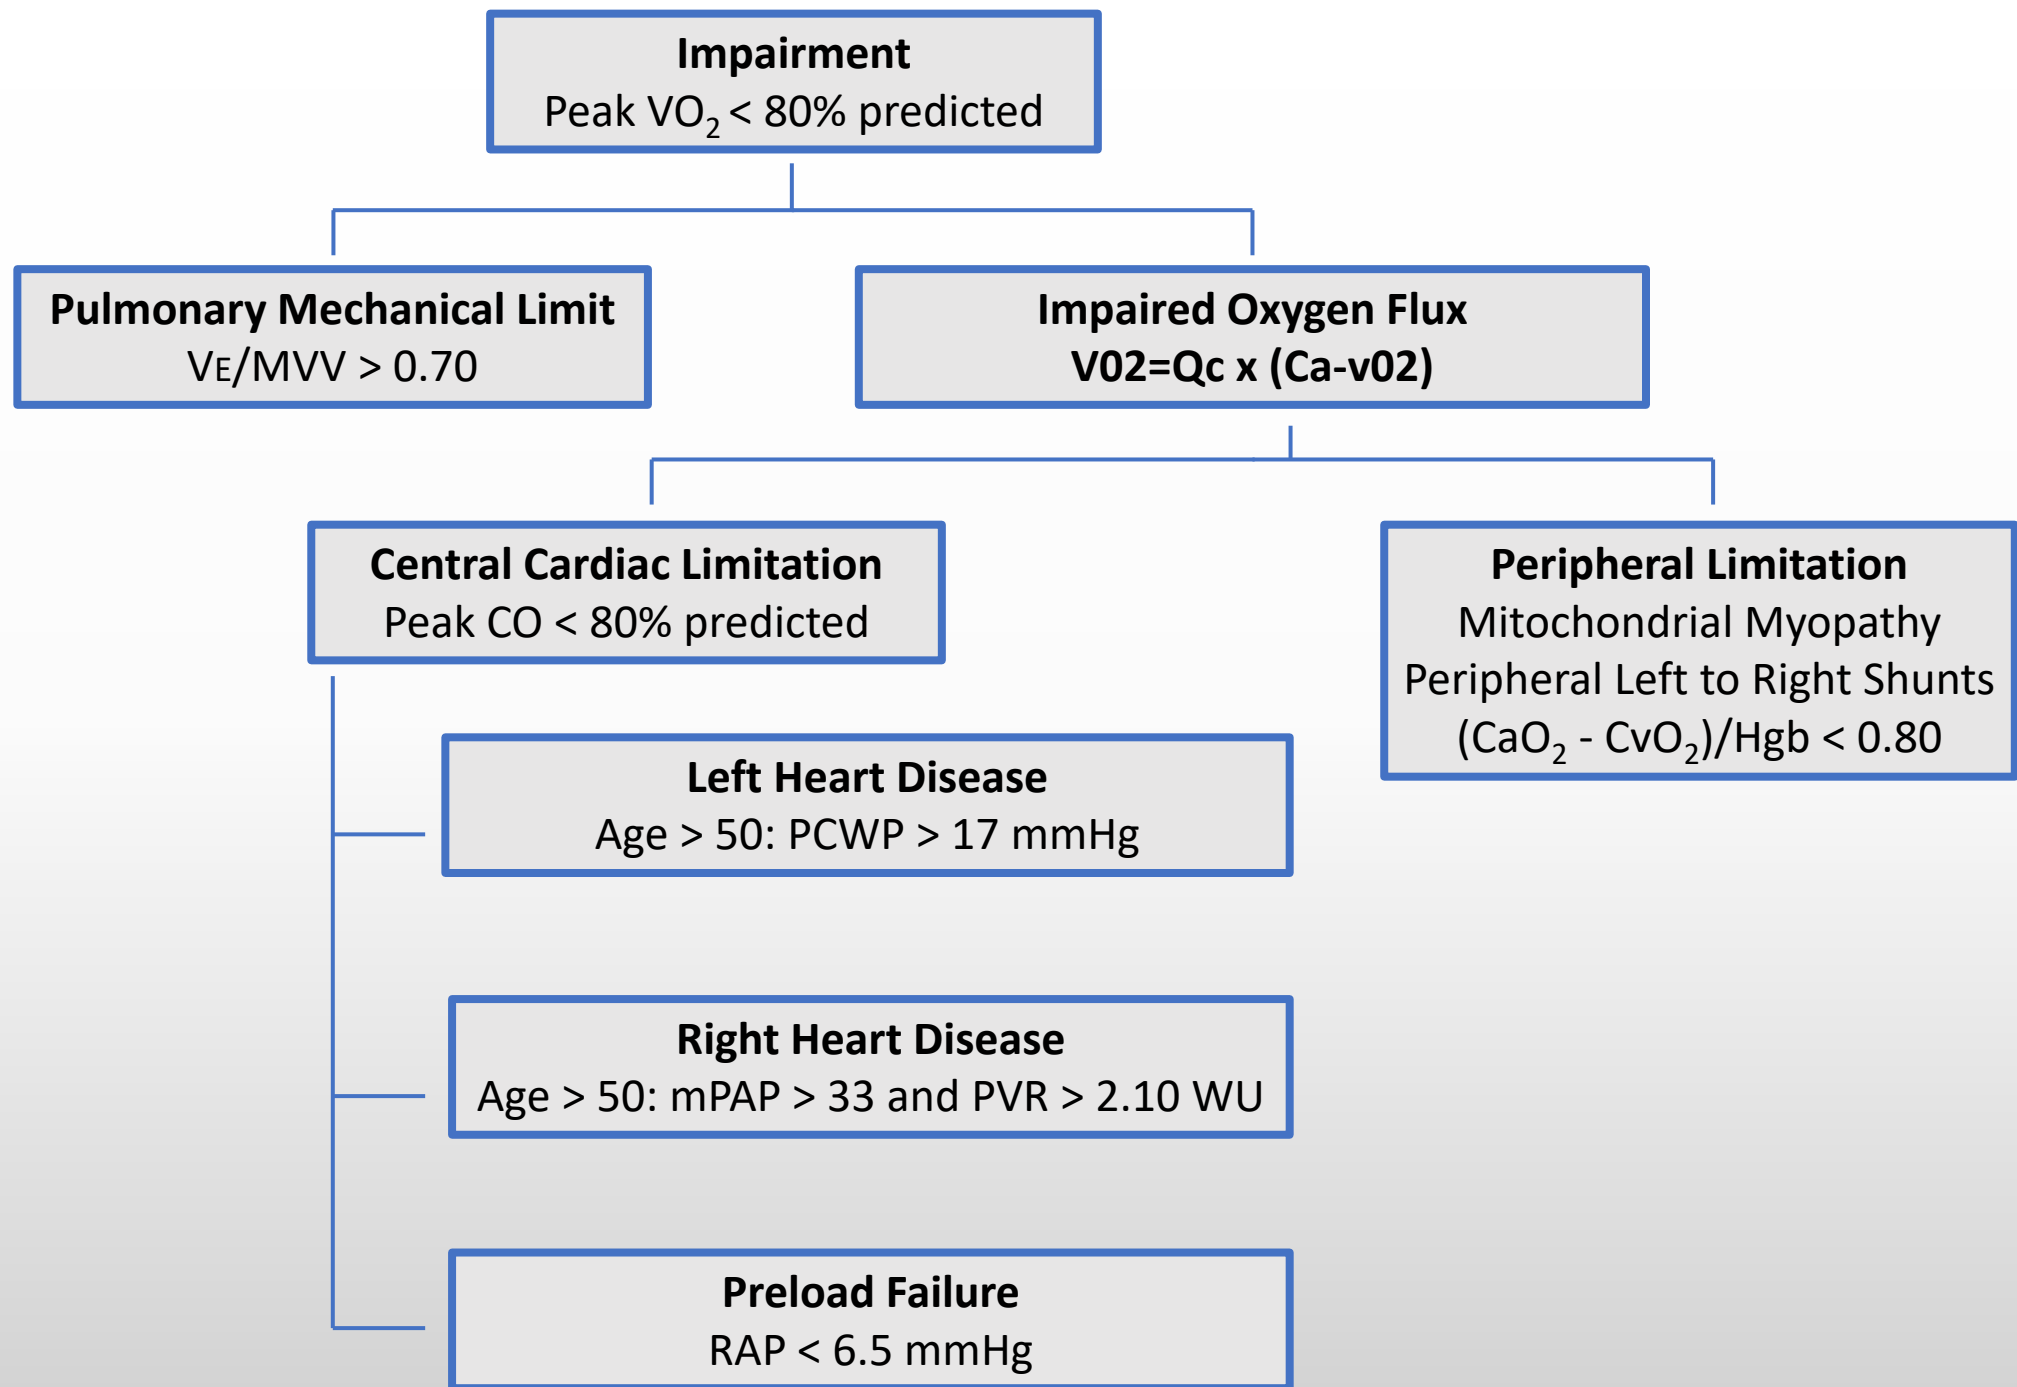 Impairment
Peak VO₂ < 80% predicted
Pulmonary Mechanical Limit
VE/MVV > 0.70
Impaired Oxygen Flux
V02=Qc x (Ca-v02)
Central Cardiac Limitation
Peak CO < 80% predicted
Peripheral Limitation
Mitochondrial Myopathy
Peripheral Left to Right Shunts
(CaO₂ - CvO₂)/Hgb < 0.80
Left Heart Disease
Age > 50: PCWP > 17 mmHg
Right Heart Disease
Age > 50: mPAP > 33 and PVR > 2.10 WU
Preload Failure
RAP < 6.5 mmHg